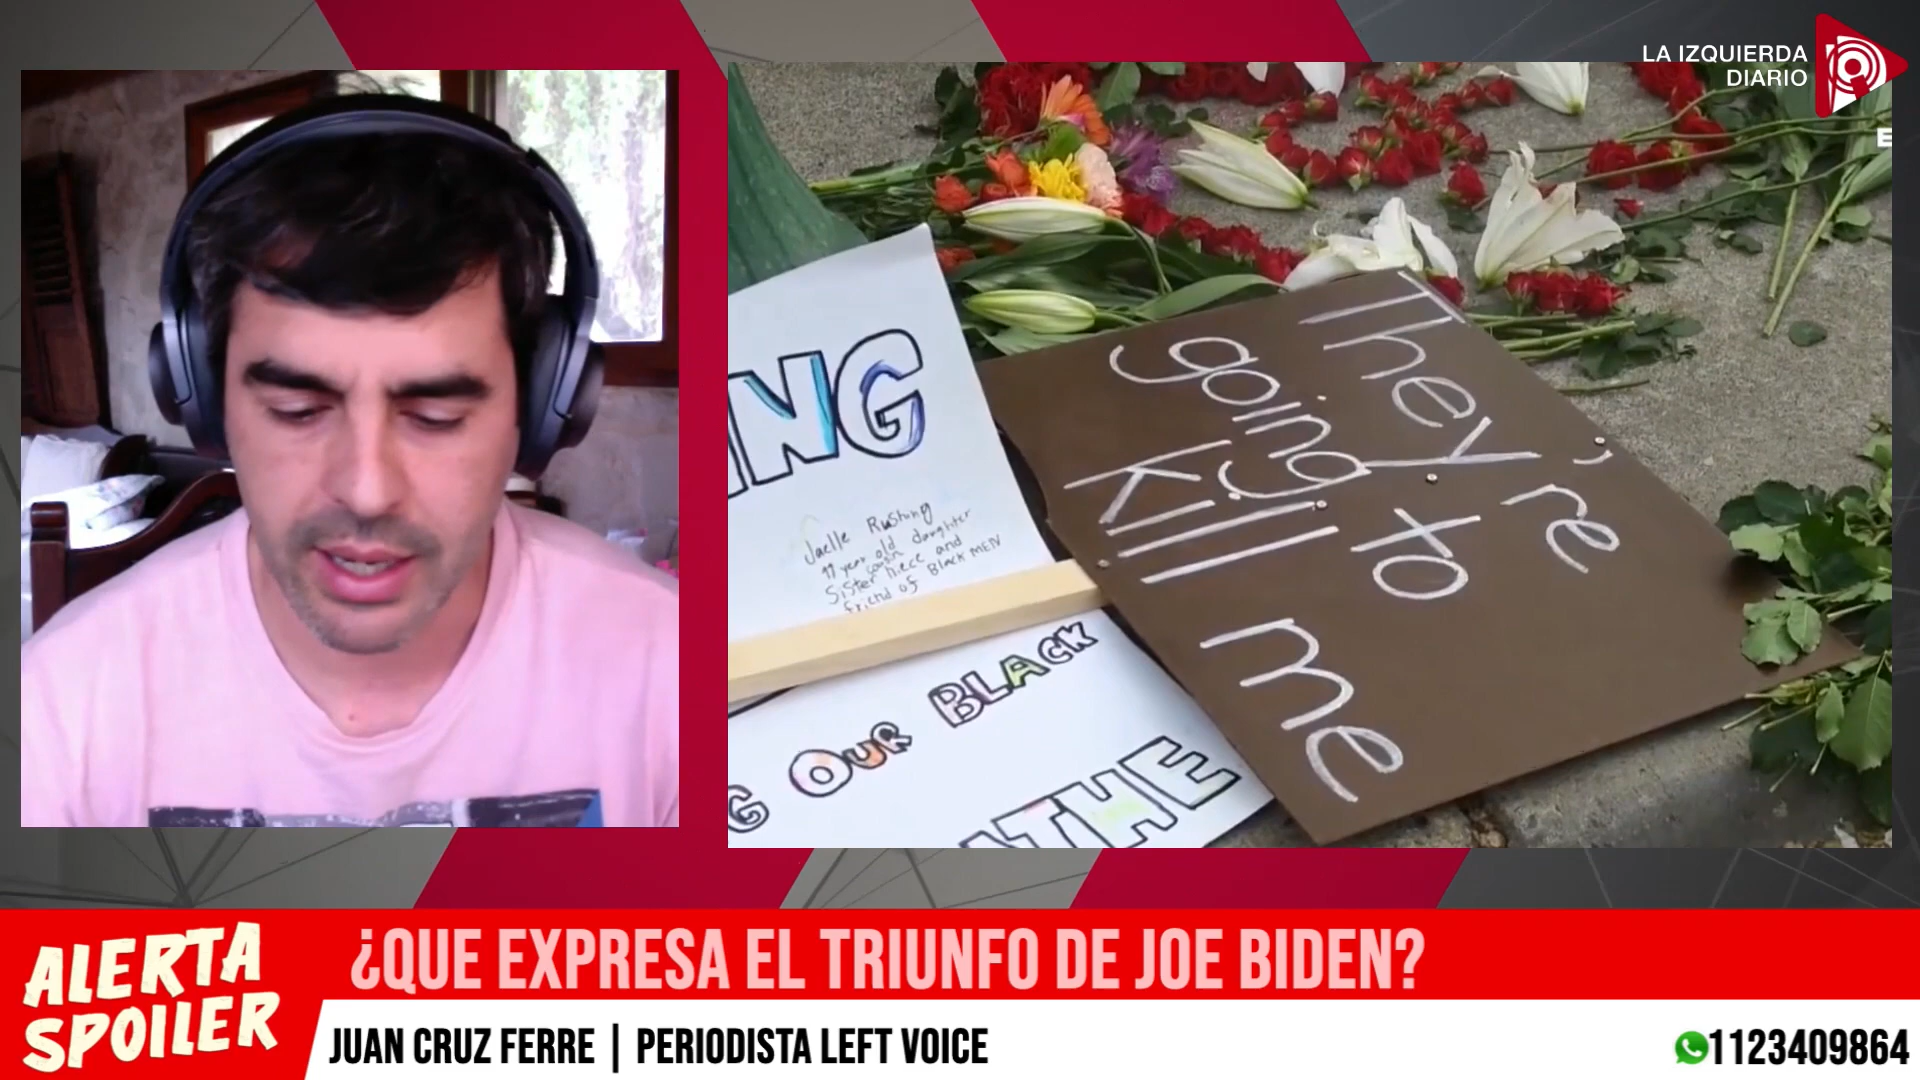 LA IZQUIERDA
DIARIO
E
NG
Jaelle Rushing
11 year old daughter
cousin
Sister niece and
friend of Black MEN
They're
going to
kill me
G OUR BLACK
ATHE
ALERTA
SPOILER
¿QUE EXPRESA EL TRIUNFO DE JOE BIDEN?
JUAN CRUZ FERRE | PERIODISTA LEFT VOICE
1123409864